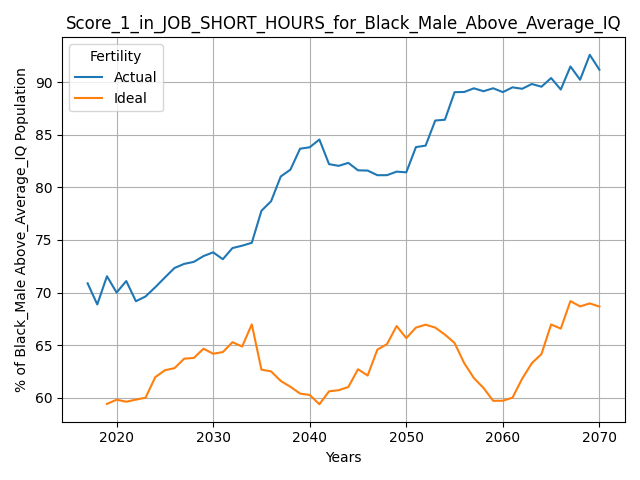 Score_1_in_JOB_SHORT_HOURS_for_Black_Male_Above_Average_IQ
Fertility
Actual
Ideal
% of Black_Male Above_Average_IQ Population
90
85
80
75
70
65
60
2020 2030 2040 2050 2060 2070
Years